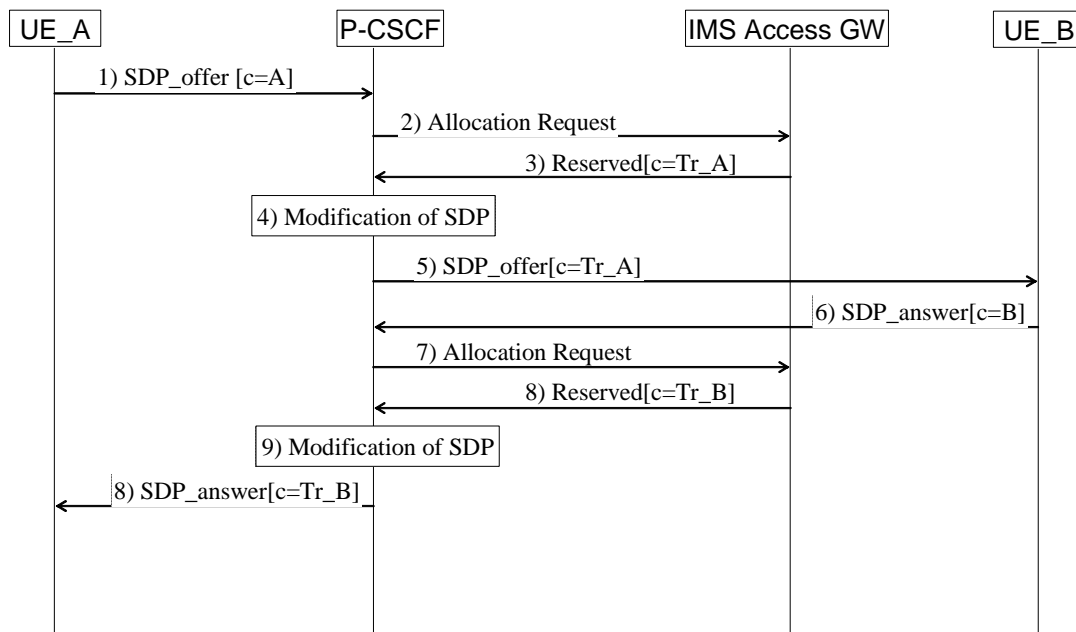 UE_A
P-CSCF
IMS Access GW
UE_B
1) SDP_offer [c=A]
2) Allocation Request
3) Reserved[c=Tr_A]
4) Modification of SDP
5) SDP_offer[c=Tr_A]
6) SDP_answer[c=B]
7) Allocation Request
8) Reserved[c=Tr_B]
9) Modification of SDP
8) SDP_answer[c=Tr_B]